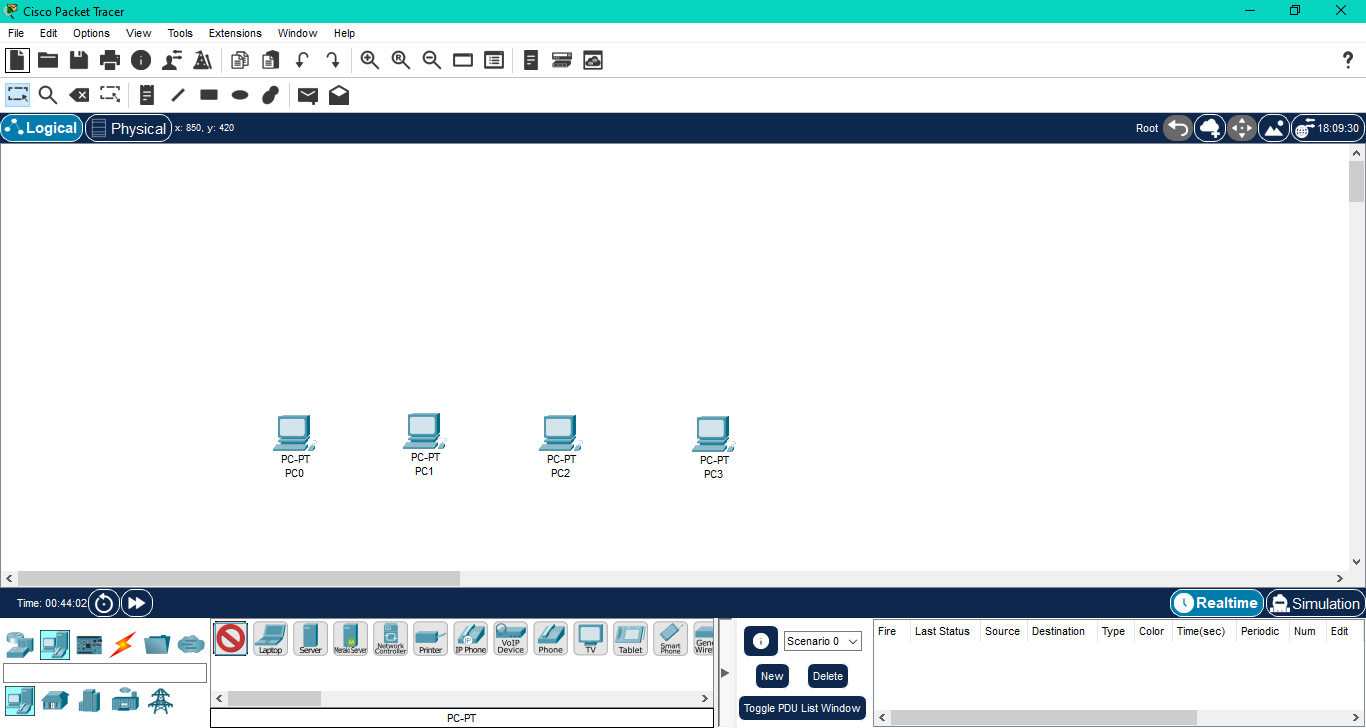 Cisco Packet Tracer
File Edit Options View Tools Extensions Window Help
Logical Physical x: 850, y: 420 Root 18:09:30
PC-PT
PC0
PC-PT
PC1
PC-PT
PC2
PC-PT
PC3
Time: 00:44:02 Realtime Simulation
Laptop
Server
Meraki Server
Network
Controller
Printer
IP
IP Phone
VoIP
Device
Phone
TV
Tablet
Smart
Phone
Gene
Wirel
PC-PT
Scenario 0
New Delete
Toggle PDU List Window
Fire Last Status Source Destination Type Color Time(sec) Periodic Num Edit